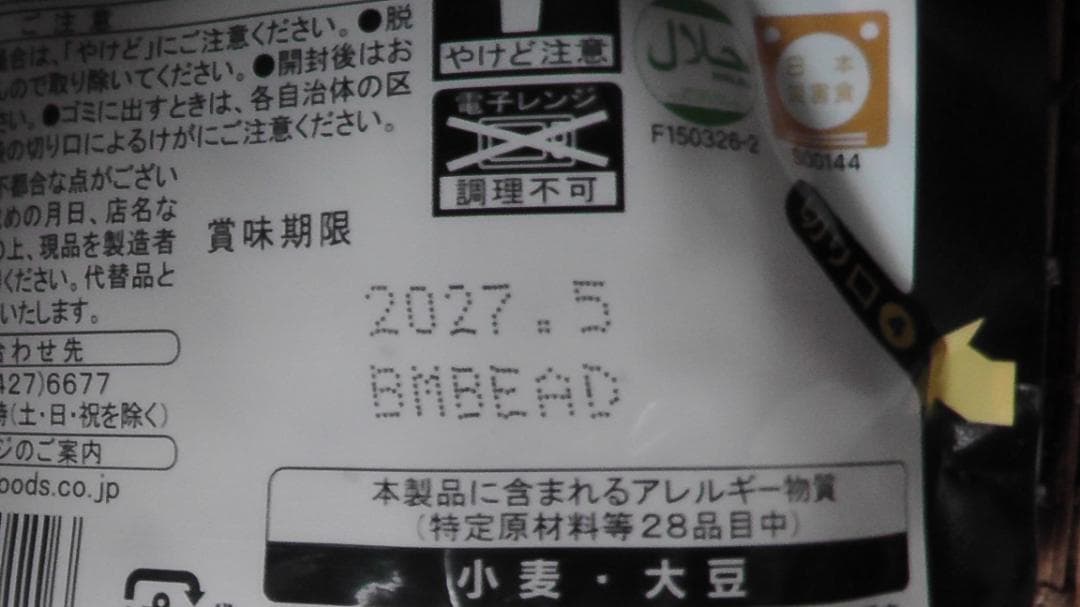 ご注意
合は、「やけど」にご注意ください。●脱
ので取り除いてください。●開封後はお
さい。●ゴミに出すときは、各自治体の区
の切り口によるけがにご注意ください。
不都合な点がござい
めの月日、店名な
上、現品を製造者
ください。代替品と
いたします。
わせ先
427)6677
時(土・日・祝を除く)
ジのご案内
oods.co.jp
やけど注意
電子レンジ
調理不可
حلال
F150326-2
日本
災害食
S00144
切り口
4
賞味期限
2027.5
BMBEAD
本製品に含まれるアレルギー物質
(特定原材料等28品目中)
小麦・大豆